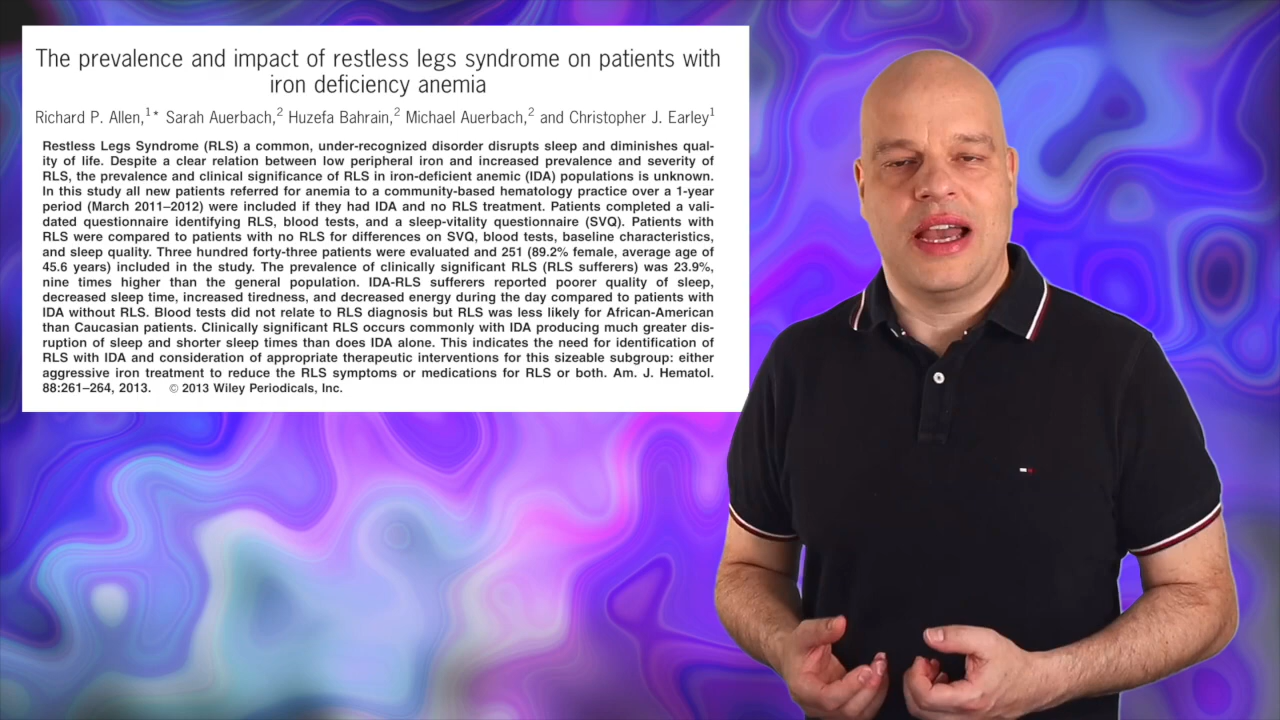 The prevalence and impact of restless legs syndrome on patients with
iron deficiency anemia
Richard P. Allen,1* Sarah Auerbach,2 Huzefa Bahrain,2 Michael Auerbach,2 and Christopher J. Earley1
Restless Legs Syndrome (RLS) a common, under-recognized disorder disrupts sleep and diminishes qual-
ity of life. Despite a clear relation between low peripheral iron and increased prevalence and severity of
RLS, the prevalence and clinical significance of RLS in iron-deficient anemic (IDA) populations is unknown.
In this study all new patients referred for anemia to a community-based hematology practice over a 1-year
period (March 2011–2012) were included if they had IDA and no RLS treatment. Patients completed a vali-
dated questionnaire identifying RLS, blood tests, and a sleep-vitality questionnaire (SVQ). Patients with
RLS were compared to patients with no RLS for differences on SVQ, blood tests, baseline characteristics,
and sleep quality. Three hundred forty-three patients were evaluated and 251 (89.2% female, average age of
45.6 years) included in the study. The prevalence of clinically significant RLS (RLS sufferers) was 23.9%,
nine times higher than the general population. IDA-RLS sufferers reported poorer quality of sleep,
decreased sleep time, increased tiredness, and decreased energy during the day compared to patients with
IDA without RLS. Blood tests did not relate to RLS diagnosis but RLS was less likely for African-American
than Caucasian patients. Clinically significant RLS occurs commonly with IDA producing much greater dis-
ruption of sleep and shorter sleep times than does IDA alone. This indicates the need for identification of
RLS with IDA and consideration of appropriate therapeutic interventions for this sizeable subgroup: either
aggressive iron treatment to reduce the RLS symptoms or medications for RLS or both. Am. J. Hematol.
88:261–264, 2013. © 2013 Wiley Periodicals, Inc.